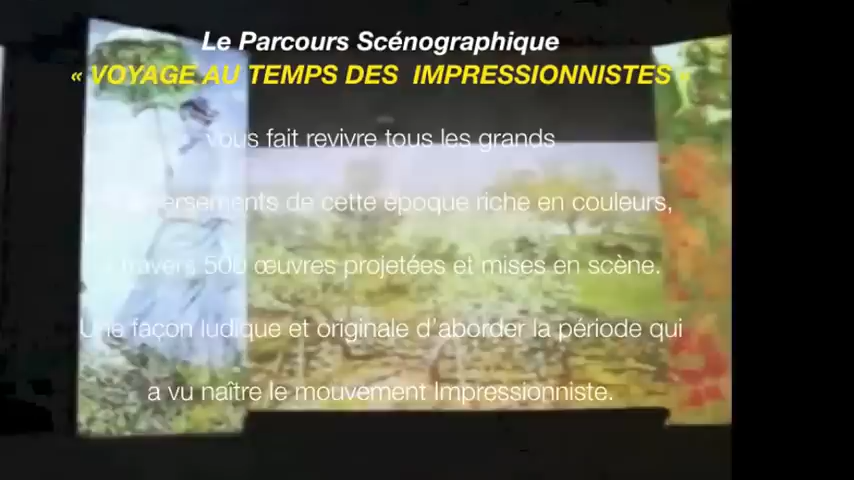 Le Parcours Scénographique
« VOYAGE AU TEMPS DES IMPRESSIONNISTES »
vous fait revivre tous les grands
de cette époque riche en couleurs,
travers 500 œuvres projetées et mises en scène.
Une façon ludique et originale d'aborder la période qui
a vu naître le mouvement Impressionniste.